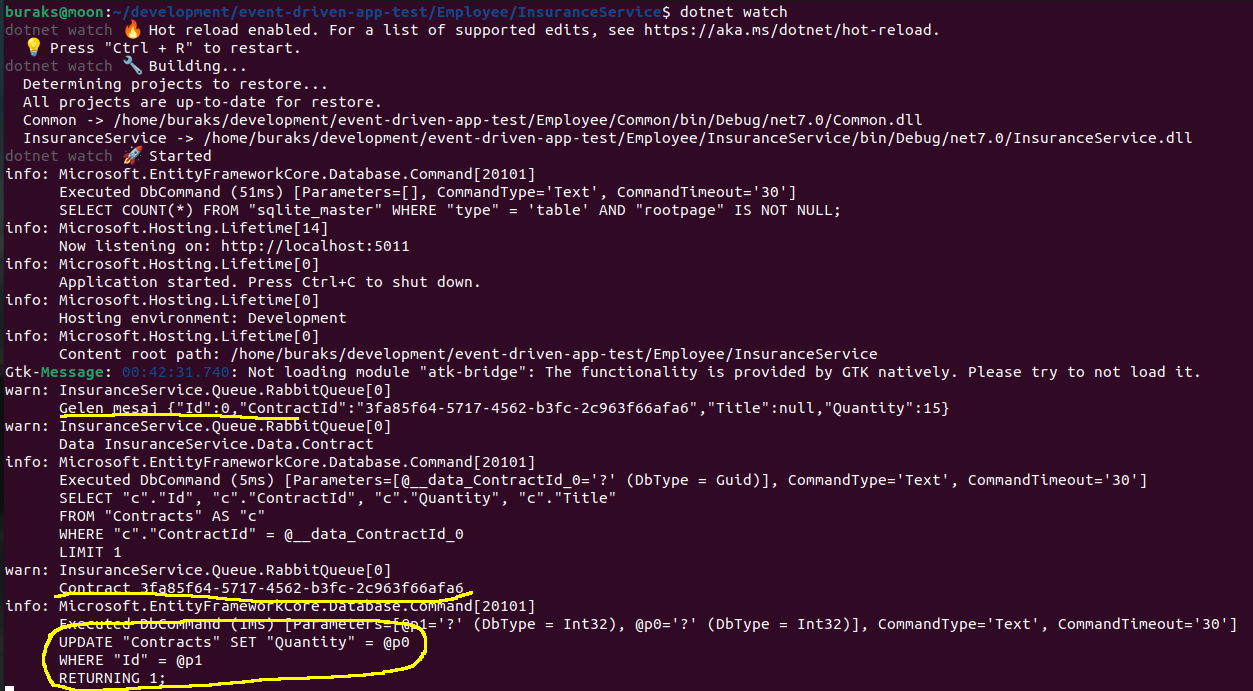 buraks@moon:~/development/event-driven-app-test/Employee/InsuranceService$ dotnet watch
dotnet watch 🔥 Hot reload enabled. For a list of supported edits, see https://aka.ms/dotnet/hot-reload.
💡 Press "Ctrl + R" to restart.
dotnet watch 🔧 Building...
Determining projects to restore...
All projects are up-to-date for restore.
Common -> /home/buraks/development/event-driven-app-test/Employee/Common/bin/Debug/net7.0/Common.dll
InsuranceService -> /home/buraks/development/event-driven-app-test/Employee/InsuranceService/bin/Debug/net7.0/InsuranceService.dll
dotnet watch 🚀 Started
info: Microsoft.EntityFrameworkCore.Database.Command[20101]
Executed DbCommand (51ms) [Parameters=[], CommandType='Text', CommandTimeout='30']
SELECT COUNT(*) FROM "sqlite_master" WHERE "type" = 'table' AND "rootpage" IS NOT NULL;
info: Microsoft.Hosting.Lifetime[14]
Now listening on: http://localhost:5011
info: Microsoft.Hosting.Lifetime[0]
Application started. Press Ctrl+C to shut down.
info: Microsoft.Hosting.Lifetime[0]
Hosting environment: Development
info: Microsoft.Hosting.Lifetime[0]
Content root path: /home/buraks/development/event-driven-app-test/Employee/InsuranceService
Gtk-Message: 00:42:31.740: Not loading module "atk-bridge": The functionality is provided by GTK natively. Please try to not load it.
warn: InsuranceService.Queue.RabbitQueue[0]
Gelen mesaj {"Id":0,"ContractId":"3fa85f64-5717-4562-b3fc-2c963f66afa6","Title":null,"Quantity":15}
warn: InsuranceService.Queue.RabbitQueue[0]
Data InsuranceService.Data.Contract
info: Microsoft.EntityFrameworkCore.Database.Command[20101]
Executed DbCommand (5ms) [Parameters=[@__data_ContractId_0='?' (DbType = Guid)], CommandType='Text', CommandTimeout='30']
SELECT "c"."Id", "c"."ContractId", "c"."Quantity", "c"."Title"
FROM "Contracts" AS "c"
WHERE "c"."ContractId" = @__data_ContractId_0
LIMIT 1
warn: InsuranceService.Queue.RabbitQueue[0]
Contract 3fa85f64-5717-4562-b3fc-2c963f66afa6
info: Microsoft.EntityFrameworkCore.Database.Command[20101]
Executed DbCommand (1ms) [Parameters=[@p1='?' (DbType = Int32), @p0='?' (DbType = Int32)], CommandType='Text', CommandTimeout='30']
UPDATE "Contracts" SET "Quantity" = @p0
WHERE "Id" = @p1
RETURNING 1;